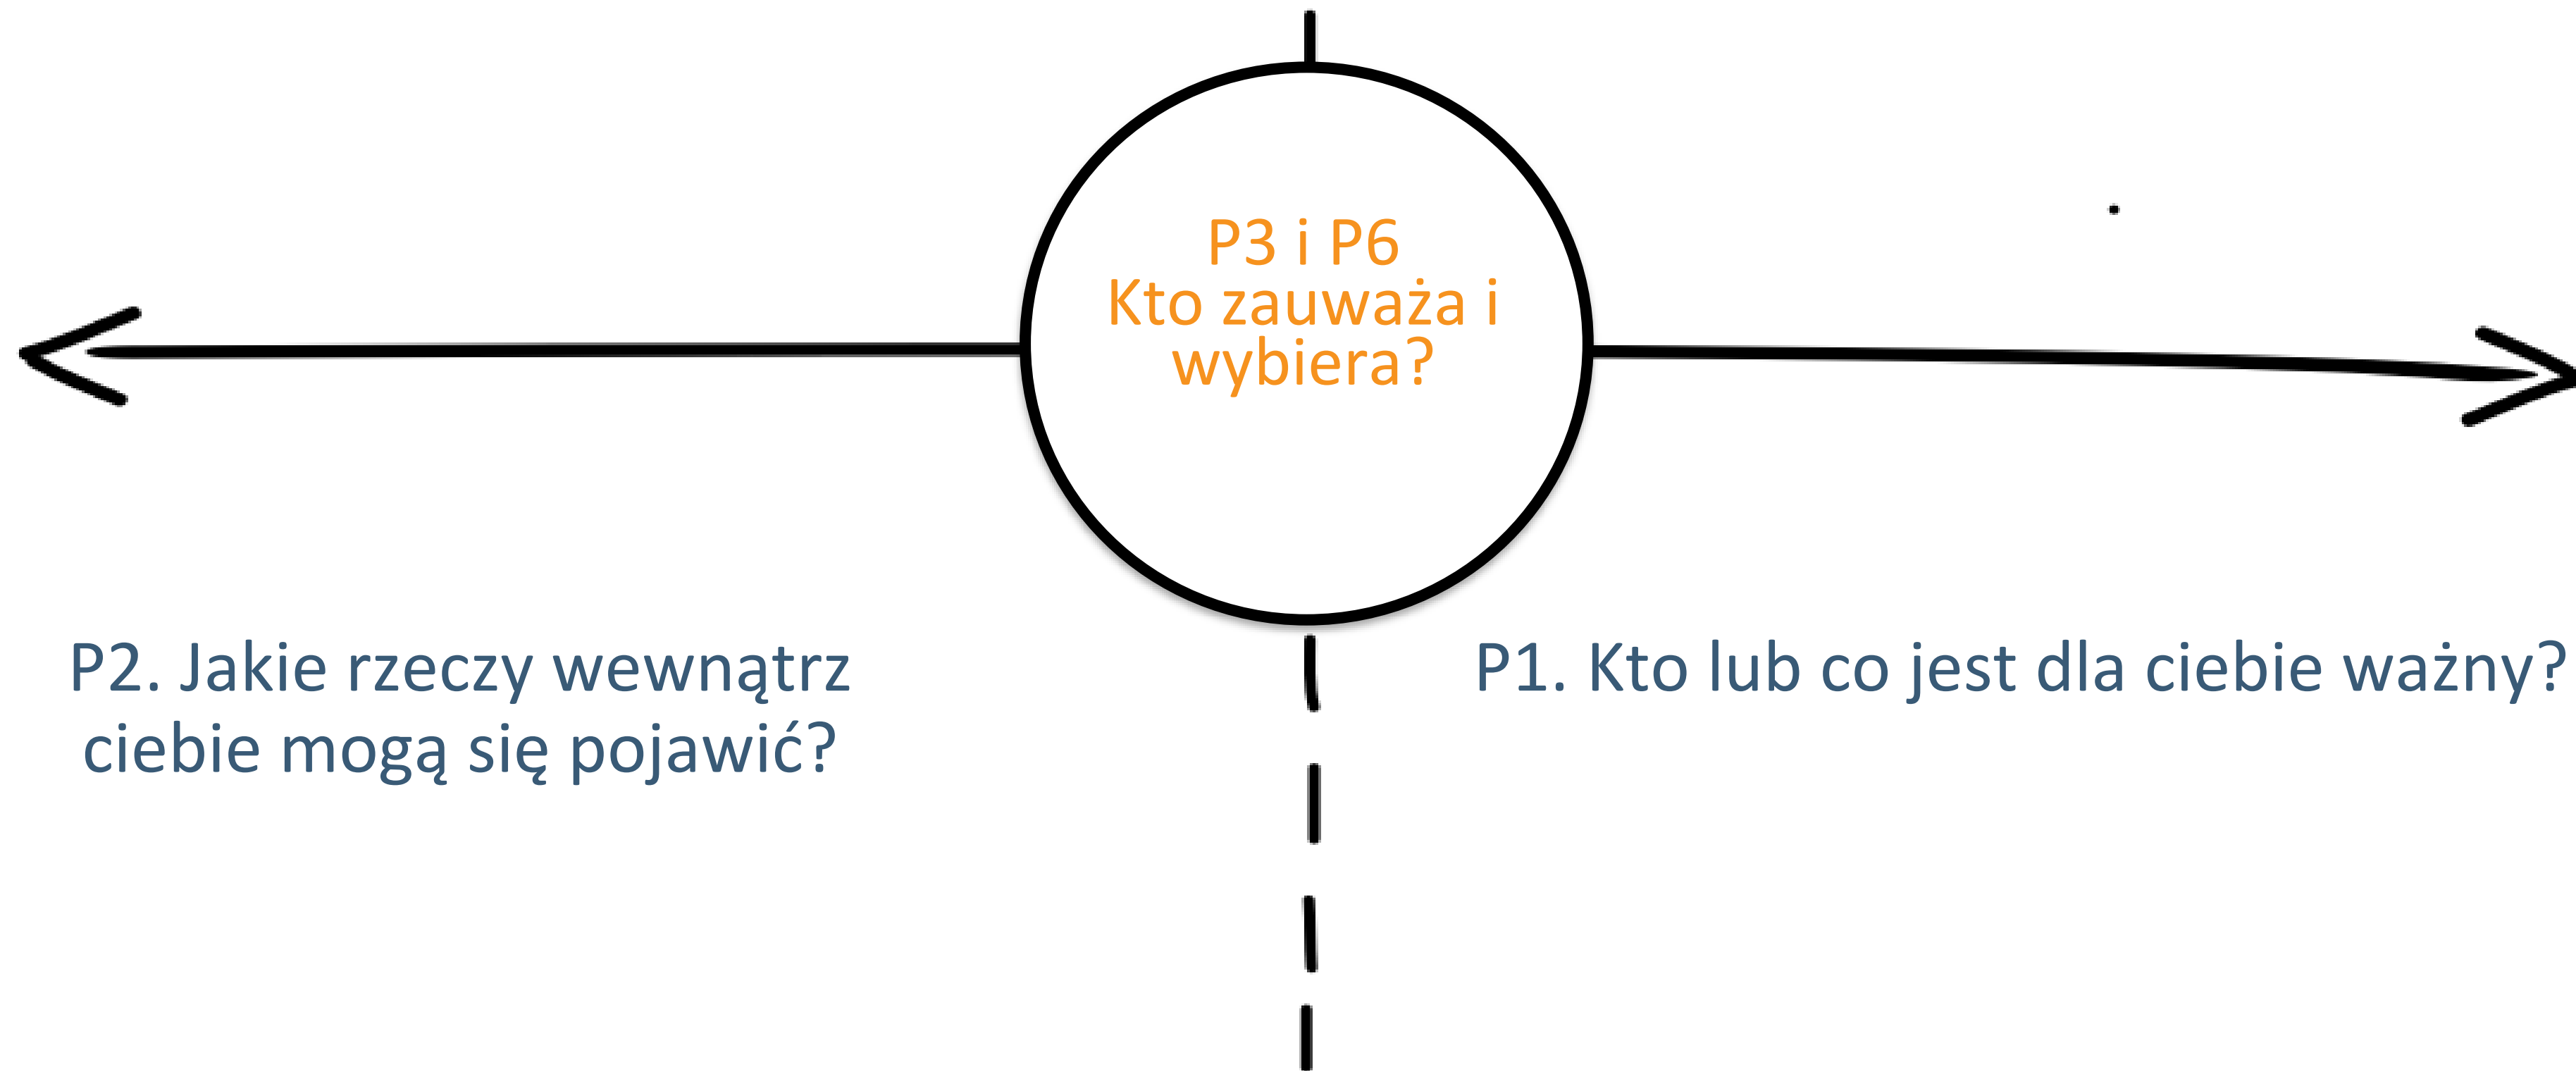 P3 i P6
Kto zauważa i
wybiera?
P2. Jakie rzeczy wewnątrz
ciebie mogą się pojawić?
P1. Kto lub co jest dla ciebie ważny?